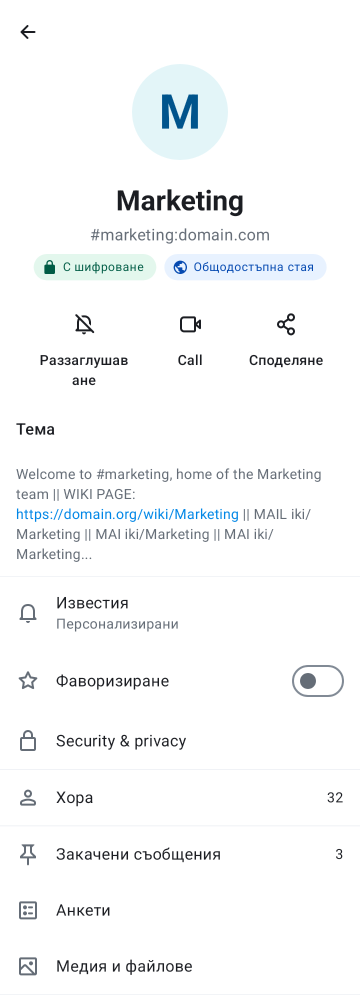 M
Marketing
#marketing:domain.com
С шифроване
Общодостъпна стая
Раззаглушав
ане
Call
Споделяне
Тема
Welcome to #marketing, home of the Marketing
team || WIKI PAGE:
https://domain.org/wiki/Marketing || MAIL iki/
Marketing || MAI iki/Marketing || MAI iki/
Marketing...
Известия
Персонализирани
Фаворизиране
Security & privacy
Хора
32
Закачени съобщения
3
Анкети
Медия и файлове